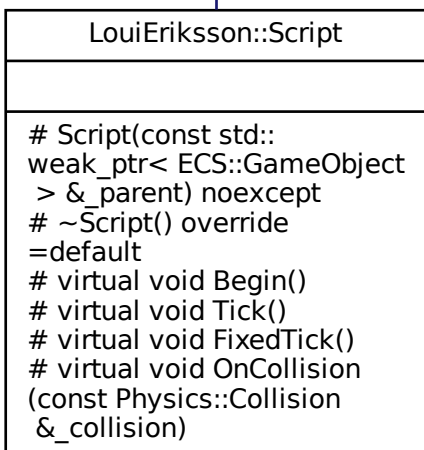 LouiEriksson::Script
# Script(const std::
weak_ptr< ECS::GameObject
> &_parent) noexcept
# ~Script() override
=default
# virtual void Begin()
# virtual void Tick()
# virtual void FixedTick()
# virtual void OnCollision
(const Physics::Collision
&_collision)